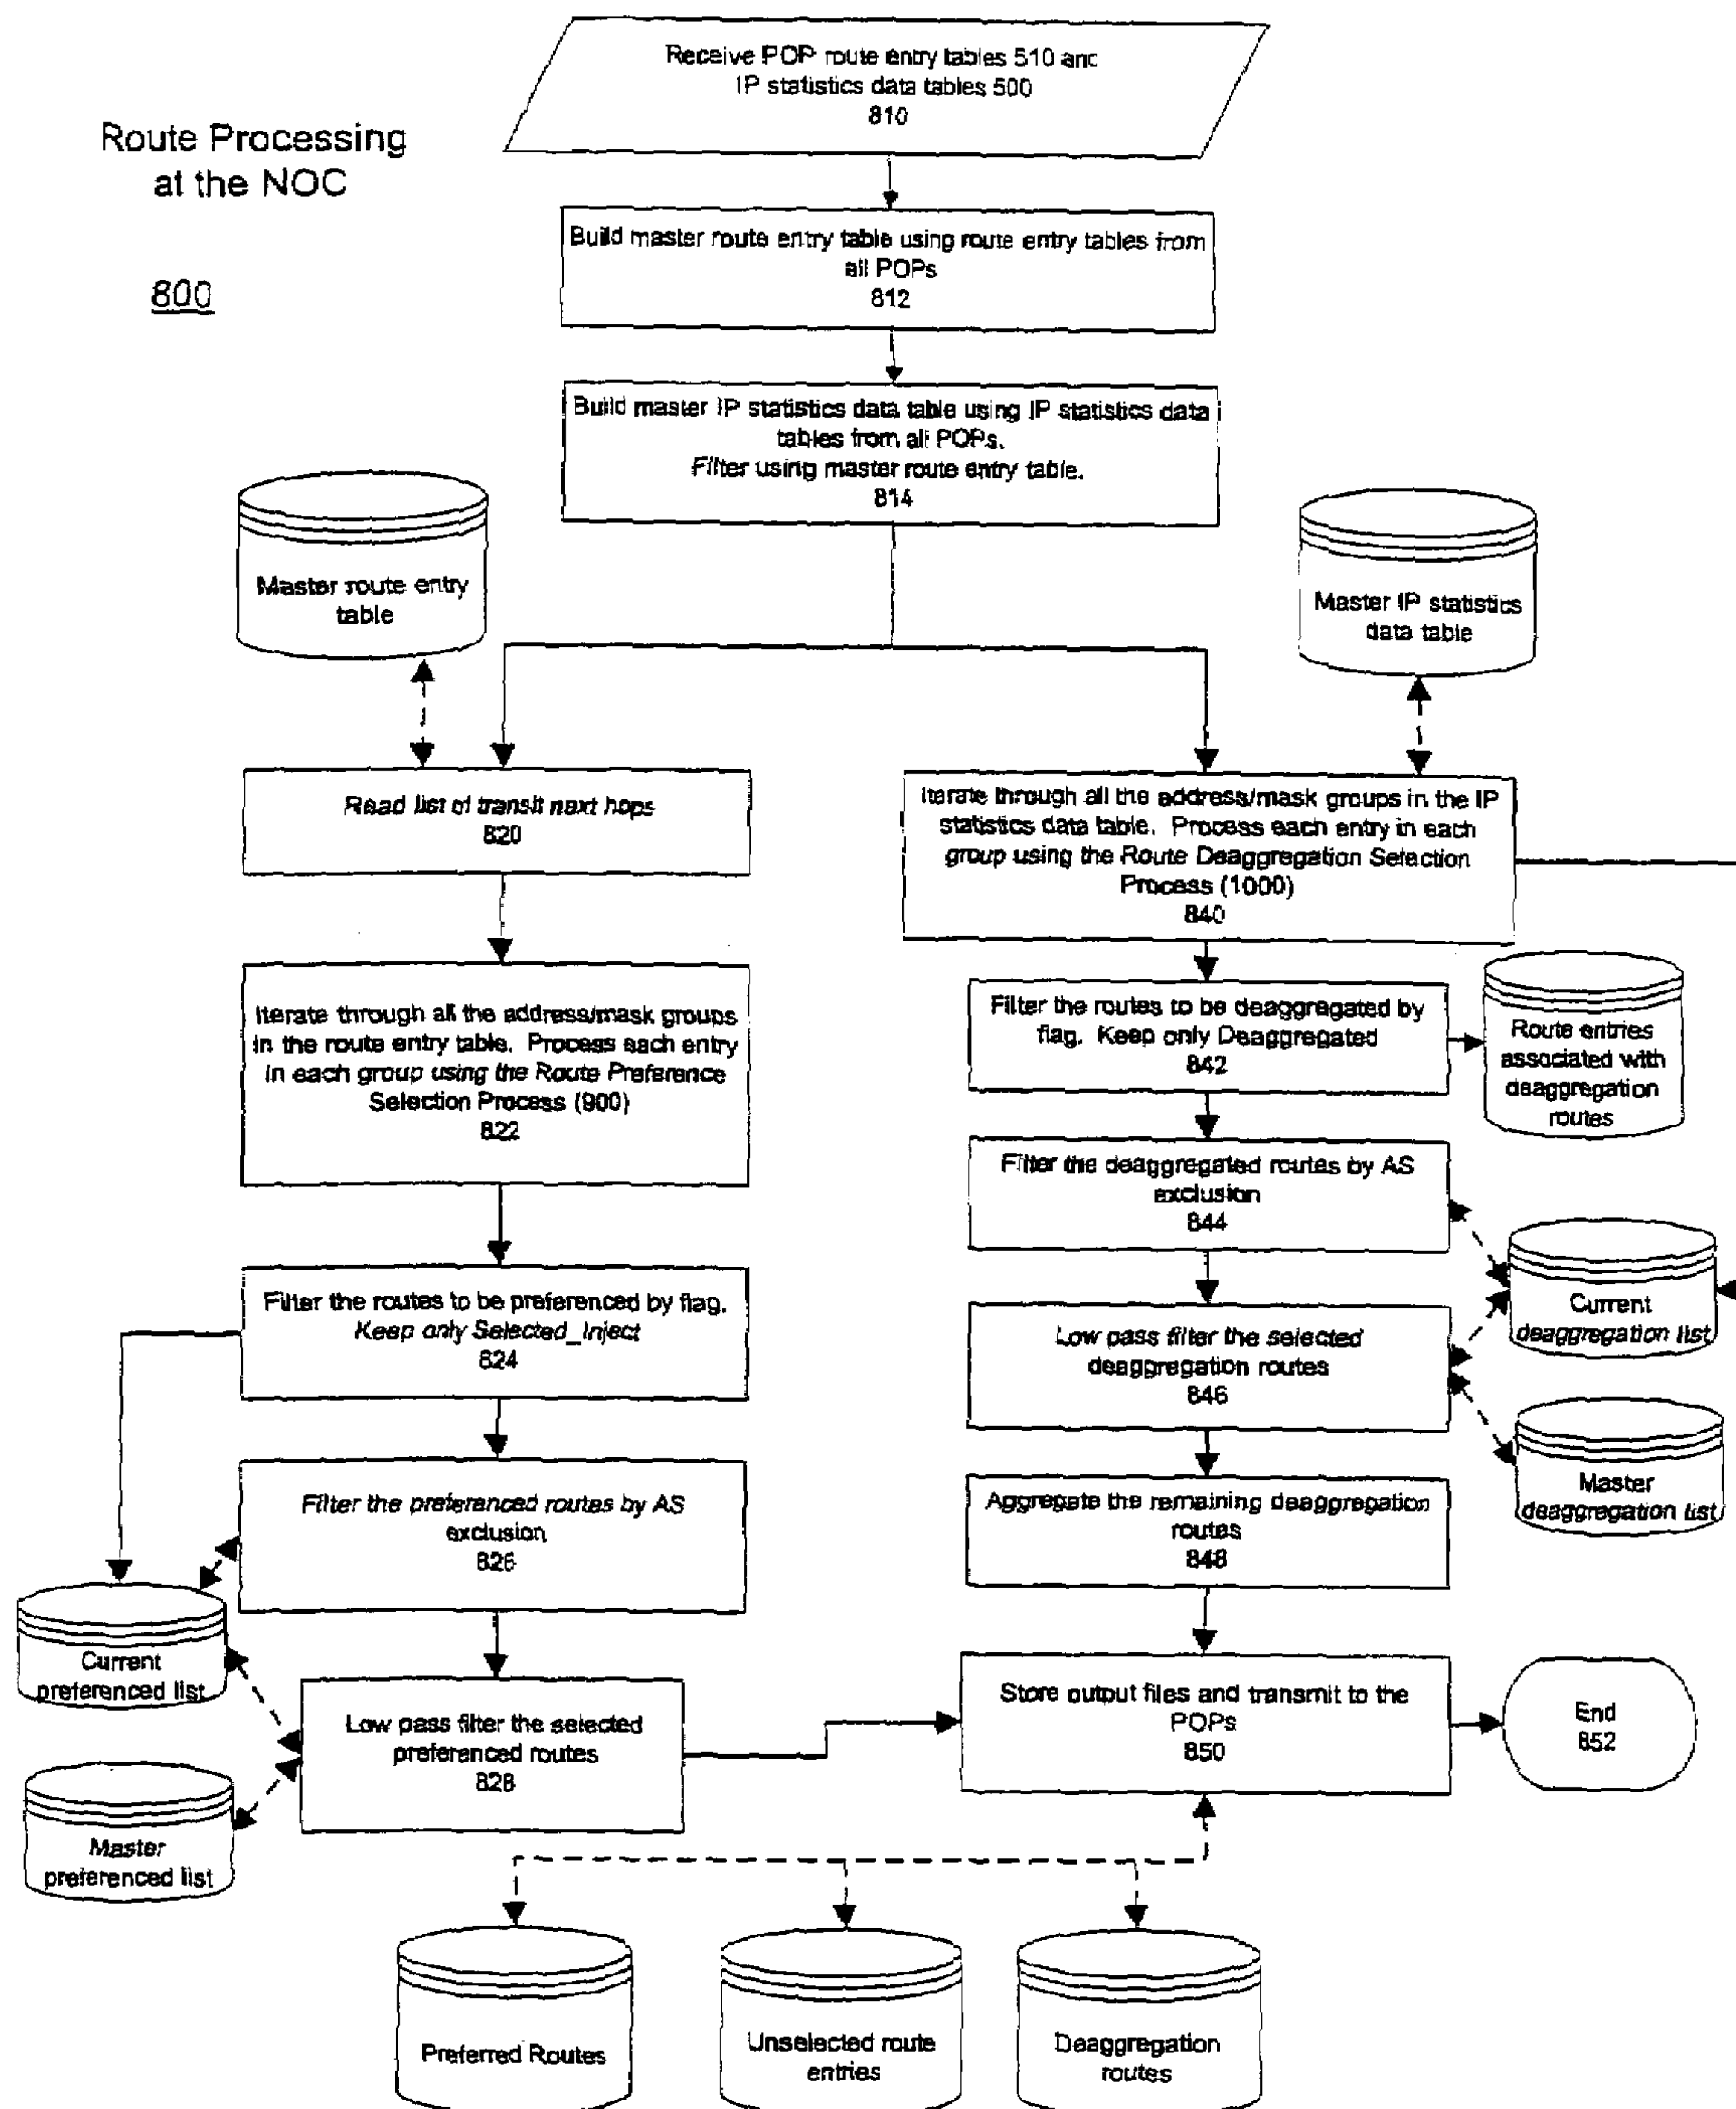 Route Processing
at the NOC
800
Receive POP route entry tables 510 and
IP statistics data tables 500
810
Build master route entry table using route entry tables from
all POPs
812
Build master IP statistics data table using IP statistics data
tables from all POPs.
Filter using master route entry table.
814
Master route entry
table
Master IP statistics
data table
Read list of transit next hops
820
Iterate through all the address/mask groups in the IP
statistics data table. Process each entry in each
group using the Route Deaggregation Selection
Process (1000)
840
Iterate through all the address/mask groups
in the route entry table. Process each entry
in each group using the Route Preference
Selection Process (900)
822
Filter the routes to be deaggregated by
flag. Keep only Deaggregated
842
Route entries
associated with
deaggregation
routes
Filter the deaggregated routes by AS
exclusion
844
Filter the routes to be preferenced by flag.
Keep only Selected_Inject
824
Current
deaggregation list
Low pass filter the selected
deaggregation routes
846
Master
deaggregation list
Filter the preferenced routes by AS
exclusion
826
Aggregate the remaining deaggregation
routes
848
Current
preferenced list
Low pass filter the selected
preferenced routes
828
Store output files and transmit to the
POPs
850
End
852
Master
preferenced list
Preferred Routes
Unselected route
entries
Deaggregation
routes